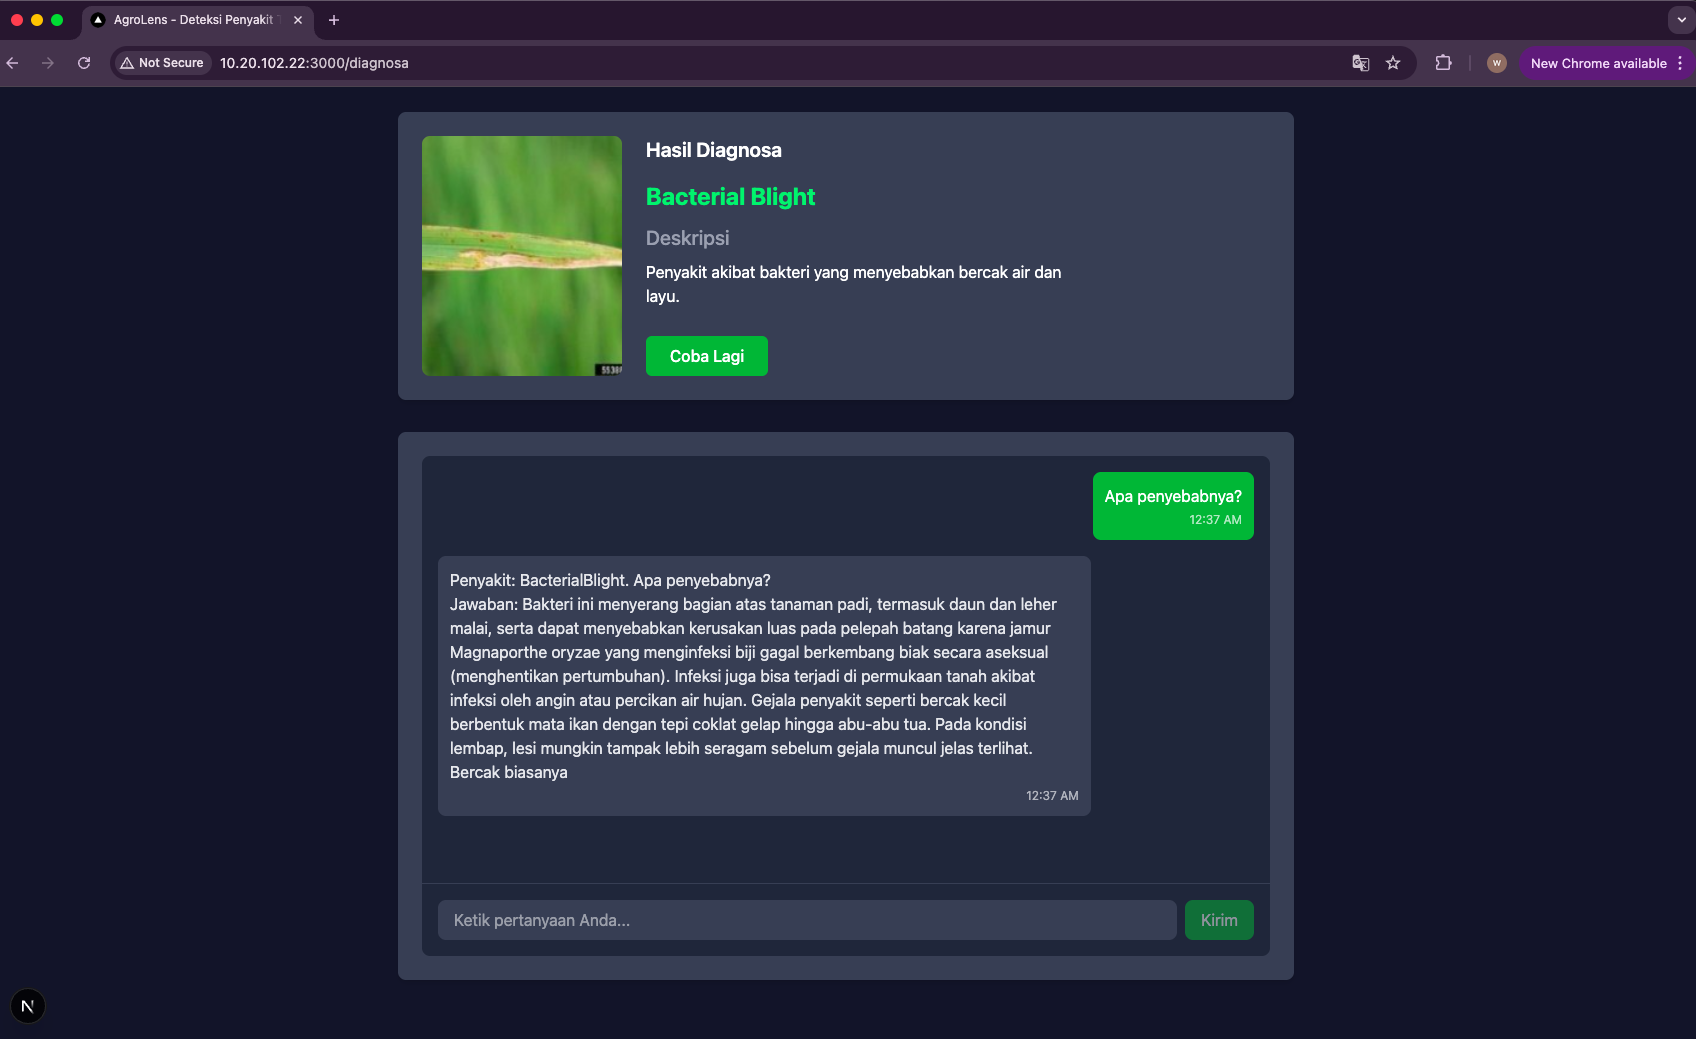 AgroLens - Deteksi Penyakit
Not Secure
10.20.102.22:3000/diagnosa
W
New Chrome available
Hasil Diagnosa
Bacterial Blight
Deskripsi
Penyakit akibat bakteri yang menyebabkan bercak air dan
layu.
Coba Lagi
Apa penyebabnya?
12:37 AM
Penyakit: BacterialBlight. Apa penyebabnya?
Jawaban: Bakteri ini menyerang bagian atas tanaman padi, termasuk daun dan leher
malai, serta dapat menyebabkan kerusakan luas pada pelepah batang karena jamur
Magnaporthe oryzae yang menginfeksi biji gagal berkembang biak secara aseksual
(menghentikan pertumbuhan). Infeksi juga bisa terjadi di permukaan tanah akibat
infeksi oleh angin atau percikan air hujan. Gejala penyakit seperti bercak kecil
berbentuk mata ikan dengan tepi coklat gelap hingga abu-abu tua. Pada kondisi
lembap, lesi mungkin tampak lebih seragam sebelum gejala muncul jelas terlihat.
Bercak biasanya
12:37 AM
Ketik pertanyaan Anda...
Kirim
N